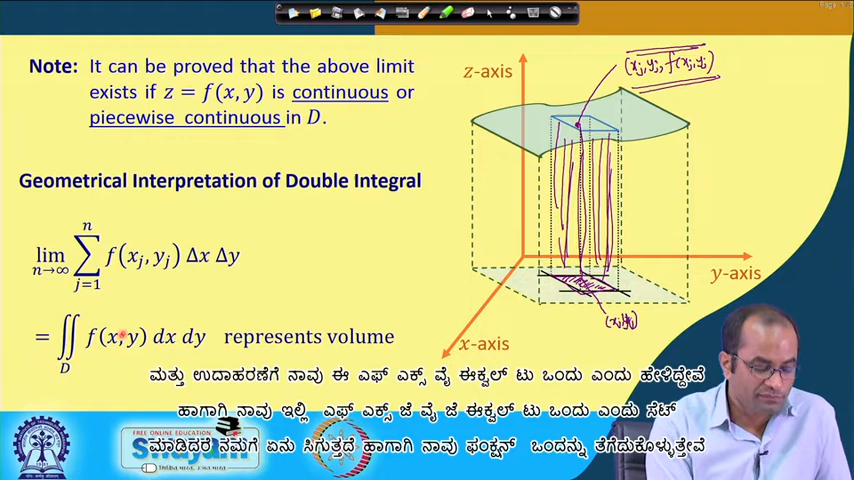 Note: It can be proved that the above limit
exists if z = f(x, y) is continuous or
piecewise continuous in D.
Geometrical Interpretation of Double Integral
lim n→∞ ∑ j=1 n f(x_j, y_j) Δx Δy
= ∬_D f(x, y) dx dy represents volume
z-axis
(x_j, y_j, f(x_j, y_j))
y-axis
(x_j, y_j)
x-axis
ಮತ್ತು ಉದಾಹರಣೆಗೆ ನಾವು ಈ ಎಫ್ ಎಕ್ಸ್ ವೈ ಈಕ್ವಲ್ ಟು ಒಂದು ಎಂದು ಹೇಳಿದ್ದೇವೆ
ಹಾಗಾಗಿ ನಾವು ಇಲ್ಲಿ ಎಫ್ ಎಕ್ಸ್ ಜೆ ವೈ ಜೆ ಈಕ್ವಲ್ ಟು ಒಂದು ಎಂದು ಸೆಟ್
ಮಾಡಿದರೆ ನಮಗೆ ಏನು ಸಿಗುತ್ತದೆ ಹಾಗಾಗಿ ನಾವು ಫಂಕ್ಷನ್ ಒಂದನ್ನು ತೆಗೆದುಕೊಳ್ಳುತ್ತೇವೆ
FREE ONLINE EDUCATION
swayam